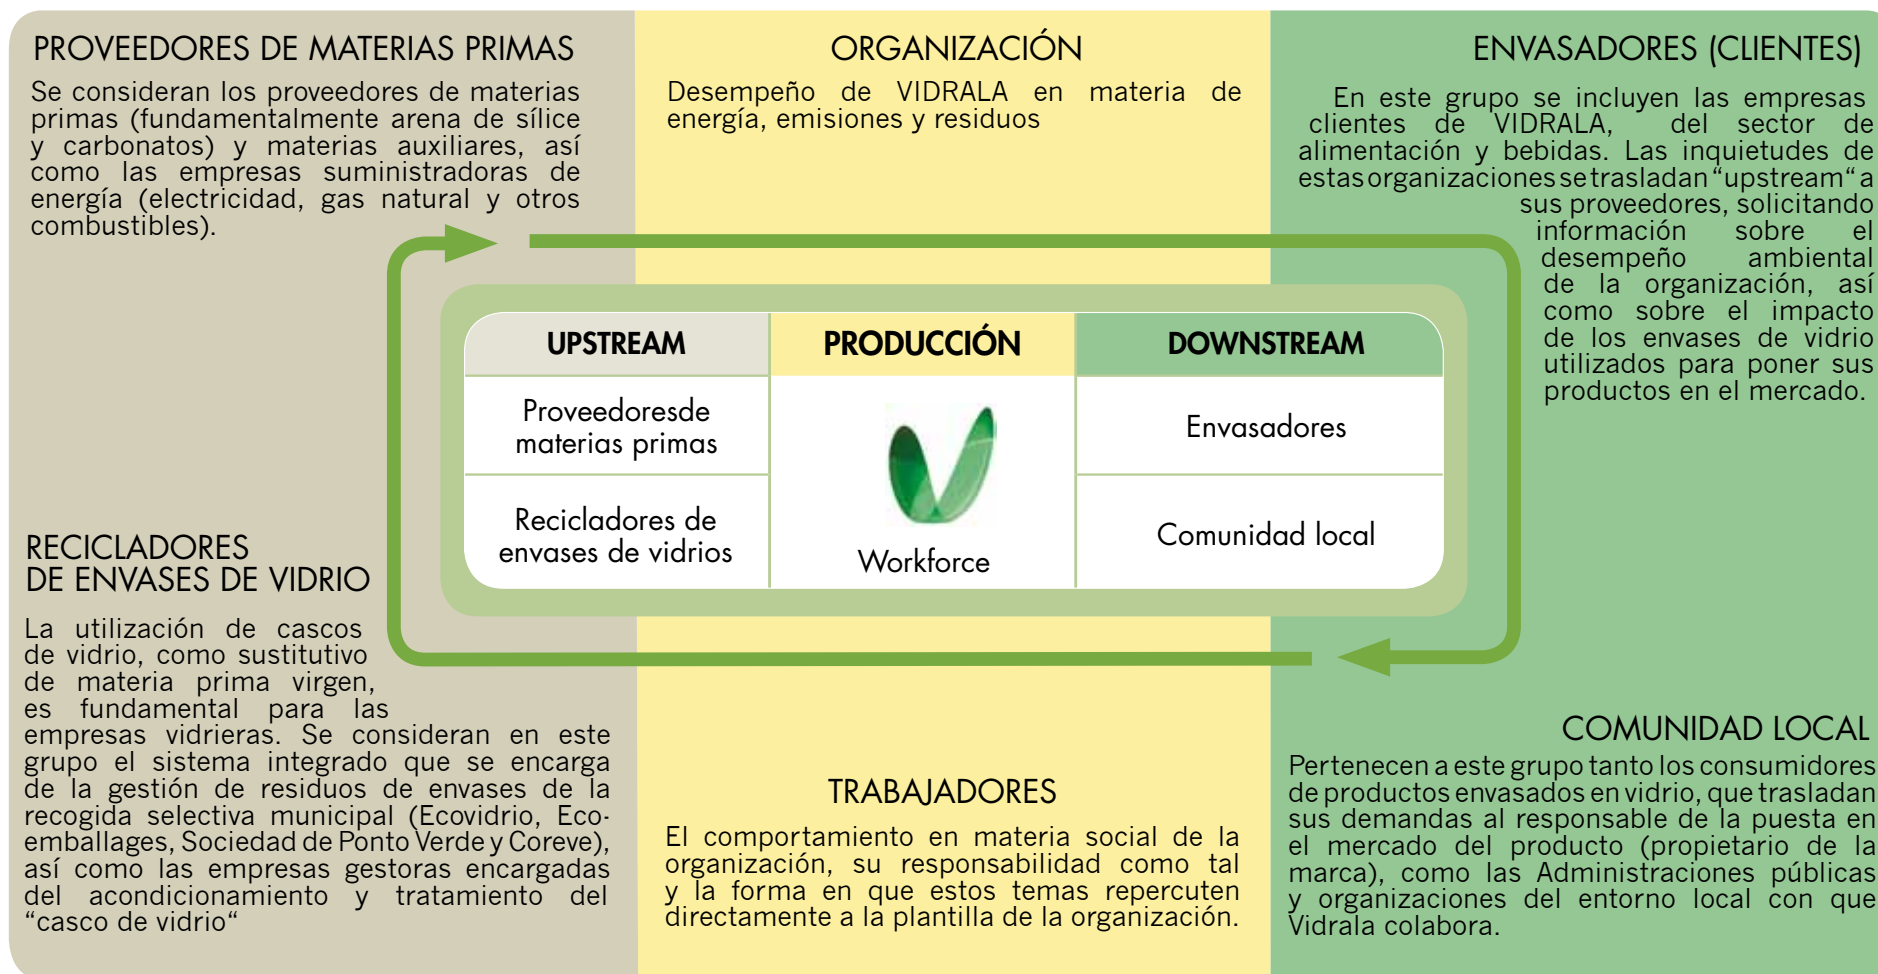 PROVEEDORES DE MATERIAS PRIMAS
Se consideran los proveedores de materias
primas (fundamentalmente arena de sílice
y carbonatos) y materias auxiliares, así
como las empresas suministradoras de
energía (electricidad, gas natural y otros
combustibles).
ORGANIZACIÓN
Desempeño de VIDRALA en materia de
energía, emisiones y residuos
ENVASADORES (CLIENTES)
En este grupo se incluyen las empresas
clientes de VIDRALA, del sector de
alimentación y bebidas. Las inquietudes de
estas organizaciones se trasladan “upstream“ a
sus proveedores, solicitando
información sobre el
desempeño ambiental
de la organización, así
como sobre el impacto
de los envases de vidrio
utilizados para poner sus
productos en el mercado.
UPSTREAM
PRODUCCIÓN
DOWNSTREAM
Proveedoresde
materias primas
Envasadores
Recicladores de
envases de vidrios
Workforce
Comunidad local
RECICLADORES
DE ENVASES DE VIDRIO
La utilización de cascos
de vidrio, como sustitutivo
de materia prima virgen,
es fundamental para las
empresas vidrieras. Se consideran en este
grupo el sistema integrado que se encarga
de la gestión de residuos de envases de la
recogida selectiva municipal (Ecovidrio, Eco-
emballages, Sociedad de Ponto Verde y Coreve),
así como las empresas gestoras encargadas
del acondicionamiento y tratamiento del
“casco de vidrio“
TRABAJADORES
El comportamiento en materia social de la
organización, su responsabilidad como tal
y la forma en que estos temas repercuten
directamente a la plantilla de la organización.
COMUNIDAD LOCAL
Pertenecen a este grupo tanto los consumidores
de productos envasados en vidrio, que trasladan
sus demandas al responsable de la puesta en
el mercado del producto (propietario de la
marca), como las Administraciones públicas
y organizaciones del entorno local con que
Vidrala colabora.